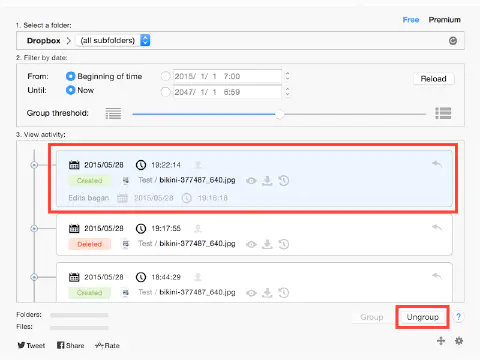 Free Premium
1. Select a folder:
Dropbox (all subfolders)
2. Filter by date:
From: Beginning of time 2015/ 1/ 1 7:00
Reload
Until: Now 2047/ 1/ 1 6:59
Group threshold:
3. View activity:
2015/05/28 19:22:14
Created Test / bikini-377487_640.jpg
Edits began 2015/05/28 19:16:18
2015/05/28 19:17:55
Deleted Test / bikini-377487_640.jpg
2015/05/28 18:44:29
Created Test / bikini-377487_640.jpg
Folders:
Group Ungroup ?
Files:
Tweet Share Rate